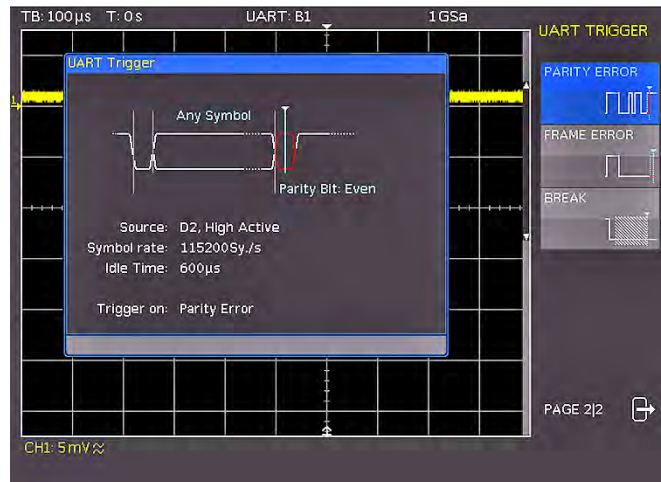 TB: 100µs T: 0s UART: B1 1GSa
UART TRIGGER
UART Trigger
PARITY ERROR
Any Symbol
FRAME ERROR
Parity Bit: Even
BREAK
1
Source: D2, High Active
Symbol rate: 115200Sy./s
Idle Time: 600µs
Trigger on: Parity Error
PAGE 2|2
CH1: 5mV